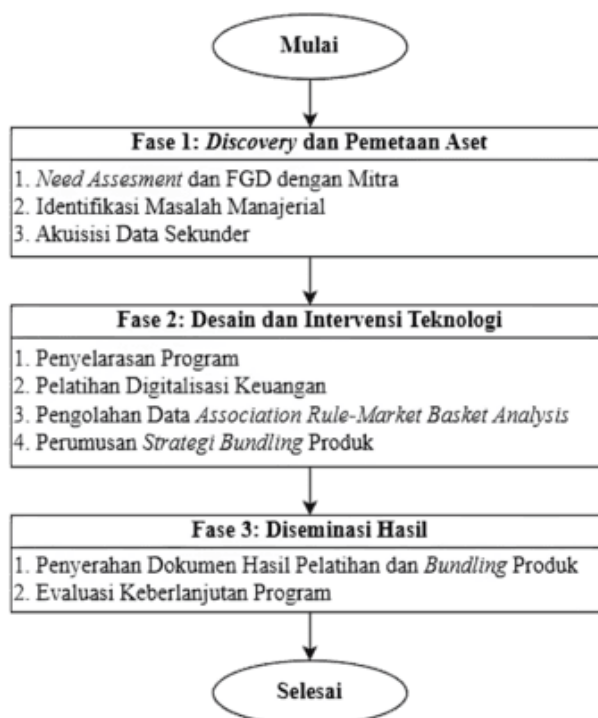 Mulai
Fase 1: Discovery dan Pemetaan Aset
1. Need Assesment dan FGD dengan Mitra
2. Identifikasi Masalah Manajerial
3. Akuisisi Data Sekunder
Fase 2: Desain dan Intervensi Teknologi
1. Penyelarasan Program
2. Pelatihan Digitalisasi Keuangan
3. Pengolahan Data Association Rule-Market Basket Analysis
4. Perumusan Strategi Bundling Produk
Fase 3: Diseminasi Hasil
1. Penyerahan Dokumen Hasil Pelatihan dan Bundling Produk
2. Evaluasi Keberlanjutan Program
Selesai